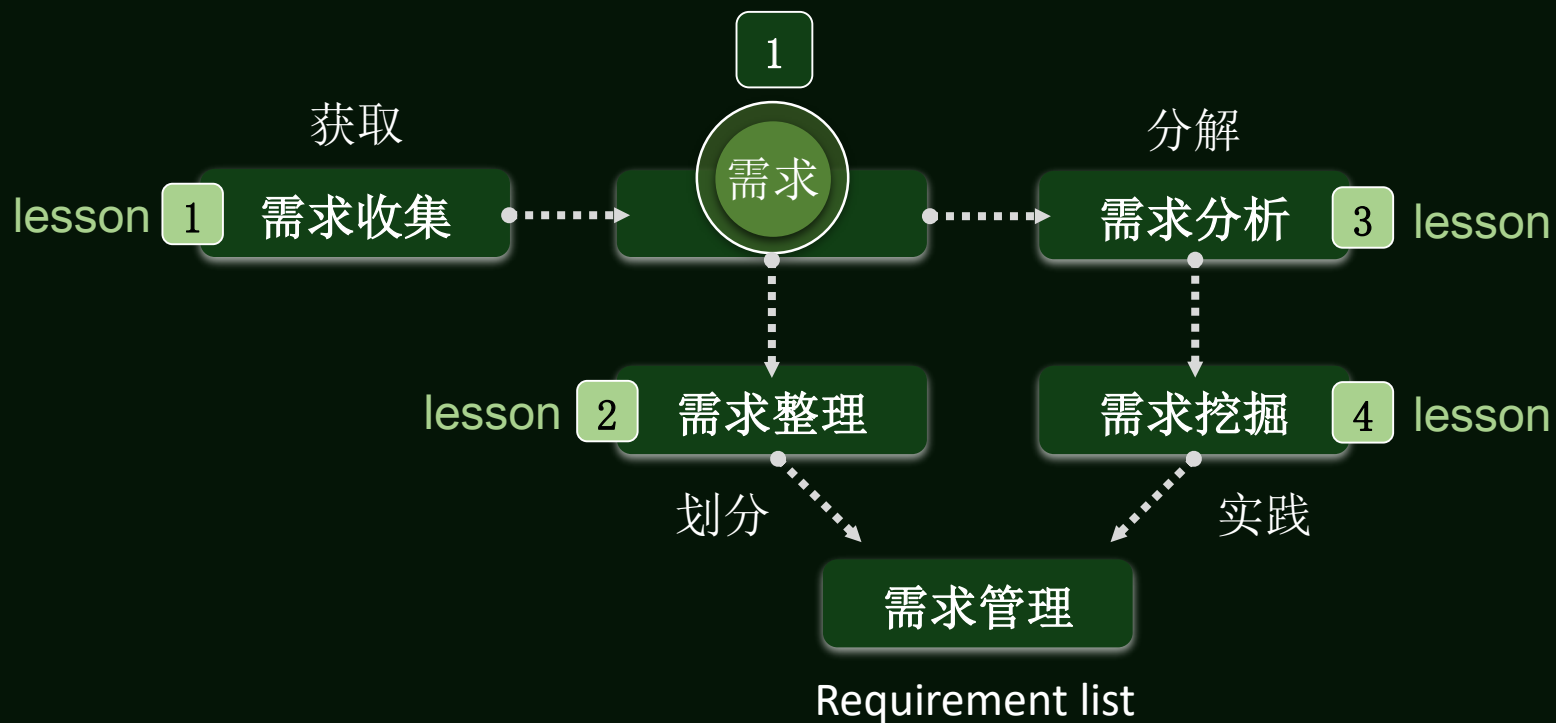 1
获取
需求
分解
lesson 1 需求收集
需求分析 3 lesson
lesson 2 需求整理
需求挖掘 4 lesson
划分
实践
需求管理
Requirement list